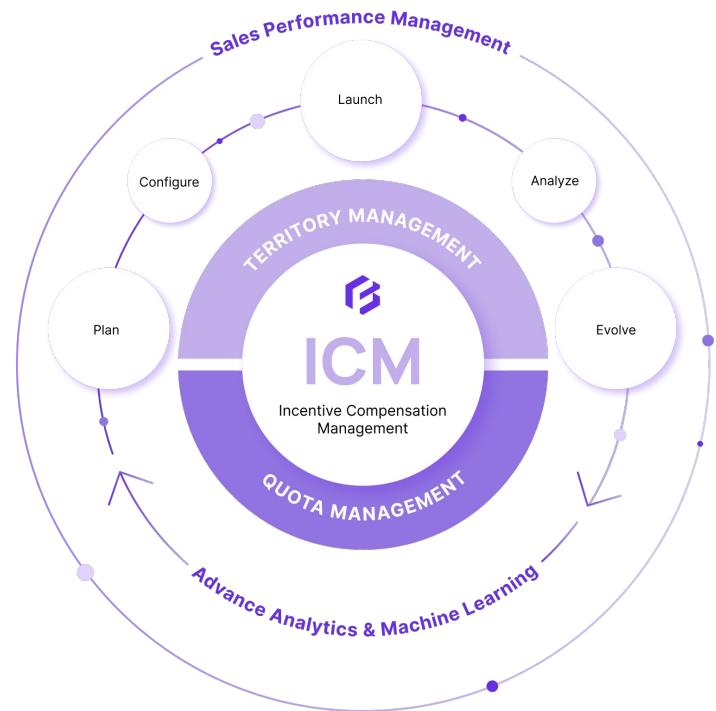 Sales Performance Management
Launch
Configure
Analyze
TERRITORY MANAGEMENT
Plan
Evolve
ICM
Incentive Compensation
Management
QUOTA MANAGEMENT
Advance Analytics & Machine Learning